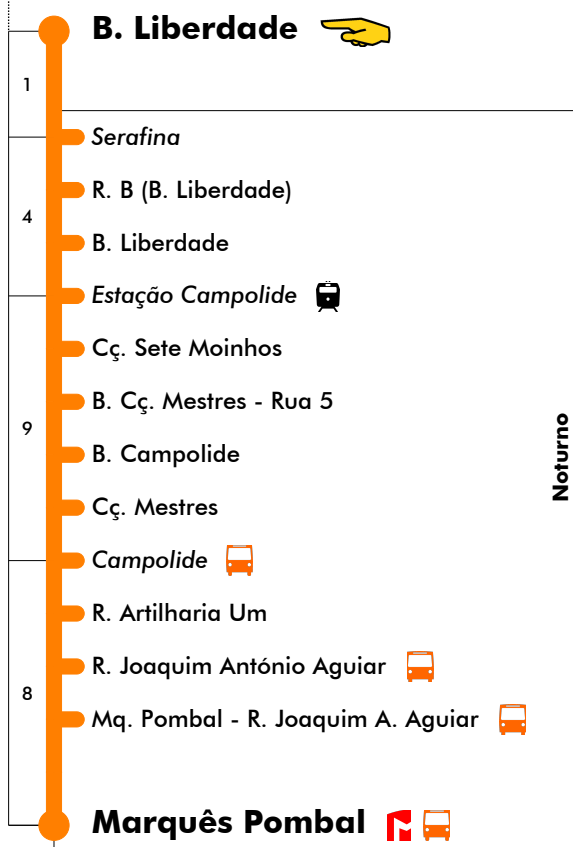 B. Liberdade
1
Serafina
R. B (B. Liberdade)
4
B. Liberdade
Estação Campolide
Cç. Sete Moinhos
B. Cç. Mestres - Rua 5
9
B. Campolide
Noturno
Cç. Mestres
Campolide
R. Artilharia Um
R. Joaquim António Aguiar
8
Mq. Pombal - R. Joaquim A. Aguiar
Marquês Pombal